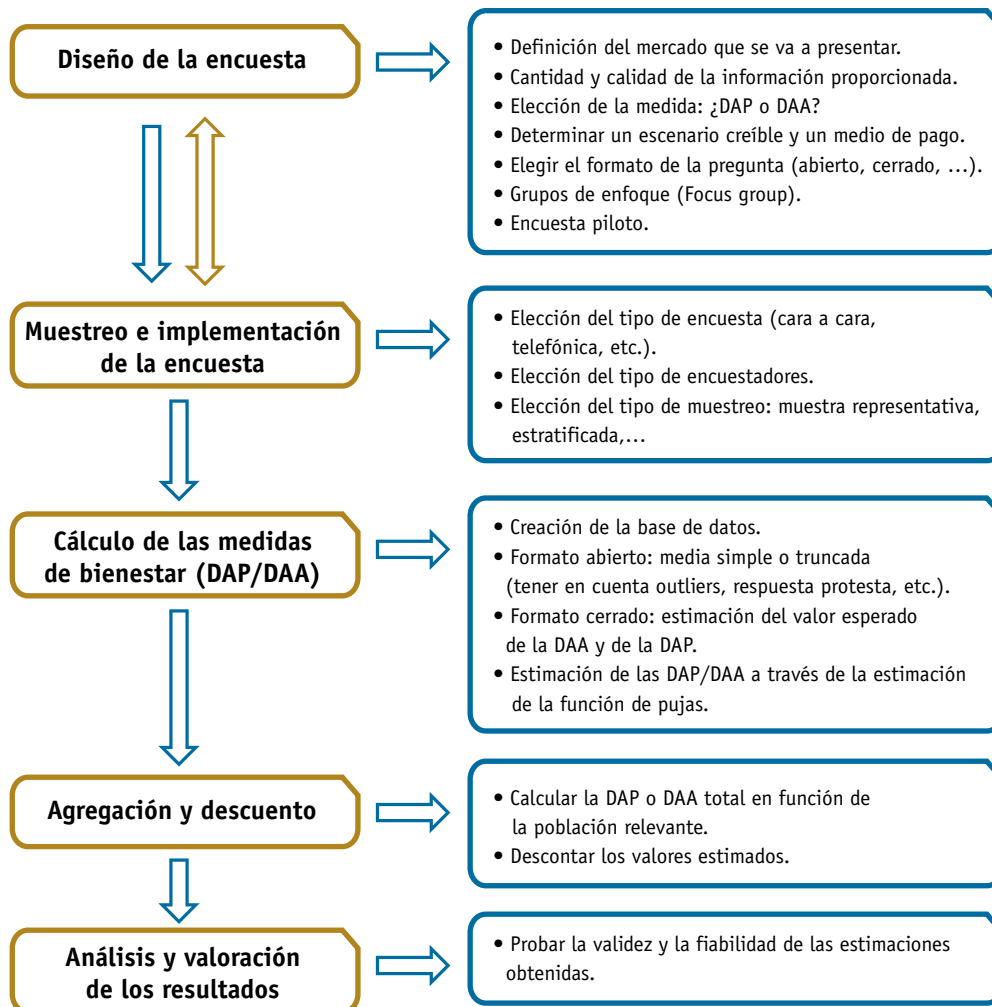 Diseño de la encuesta
• Definición del mercado que se va a presentar.
• Cantidad y calidad de la información proporcionada.
• Elección de la medida: ¿DAP o DAA?
• Determinar un escenario creíble y un medio de pago.
• Elegir el formato de la pregunta (abierto, cerrado, …).
• Grupos de enfoque (Focus group).
• Encuesta piloto.
Muestreo e implementación
de la encuesta
• Elección del tipo de encuesta (cara a cara,
telefónica, etc.).
• Elección del tipo de encuestadores.
• Elección del tipo de muestreo: muestra representativa,
estratificada,…
Cálculo de las medidas
de bienestar (DAP/DAA)
• Creación de la base de datos.
• Formato abierto: media simple o truncada
(tener en cuenta outliers, respuesta protesta, etc.).
• Formato cerrado: estimación del valor esperado
de la DAA y de la DAP.
• Estimación de las DAP/DAA a través de la estimación
de la función de pujas.
Agregación y descuento
• Calcular la DAP o DAA total en función de
la población relevante.
• Descontar los valores estimados.
Análisis y valoración
de los resultados
• Probar la validez y la fiabilidad de las estimaciones
obtenidas.